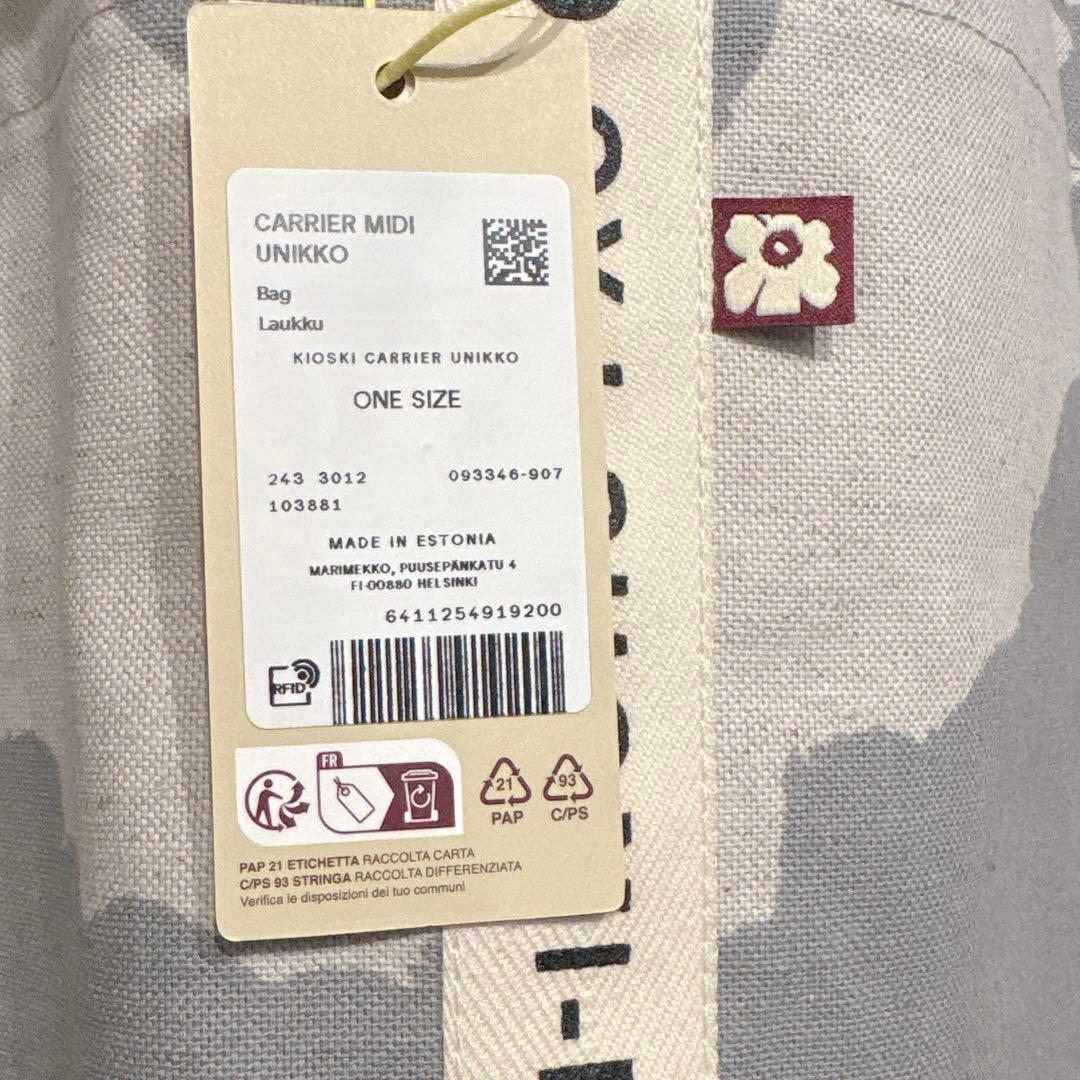 CARRIER MIDI
UNIKKO
Bag
Laukku
KIOSKI CARRIER UNIKKO
ONE SIZE
243 3012 093346-907
103881
MADE IN ESTONIA
MARIMEKKO, PUUSEPÄNKATU 4
FI-00880 HELSINKI
6411254919200
RFID
FR
21
PAP
93
C/PS
PAP 21 ETICHETTA RACCOLTA CARTA
C/PS 93 STRINGA RACCOLTA DIFFERENZIATA
Verifica le disposizioni del tuo communi